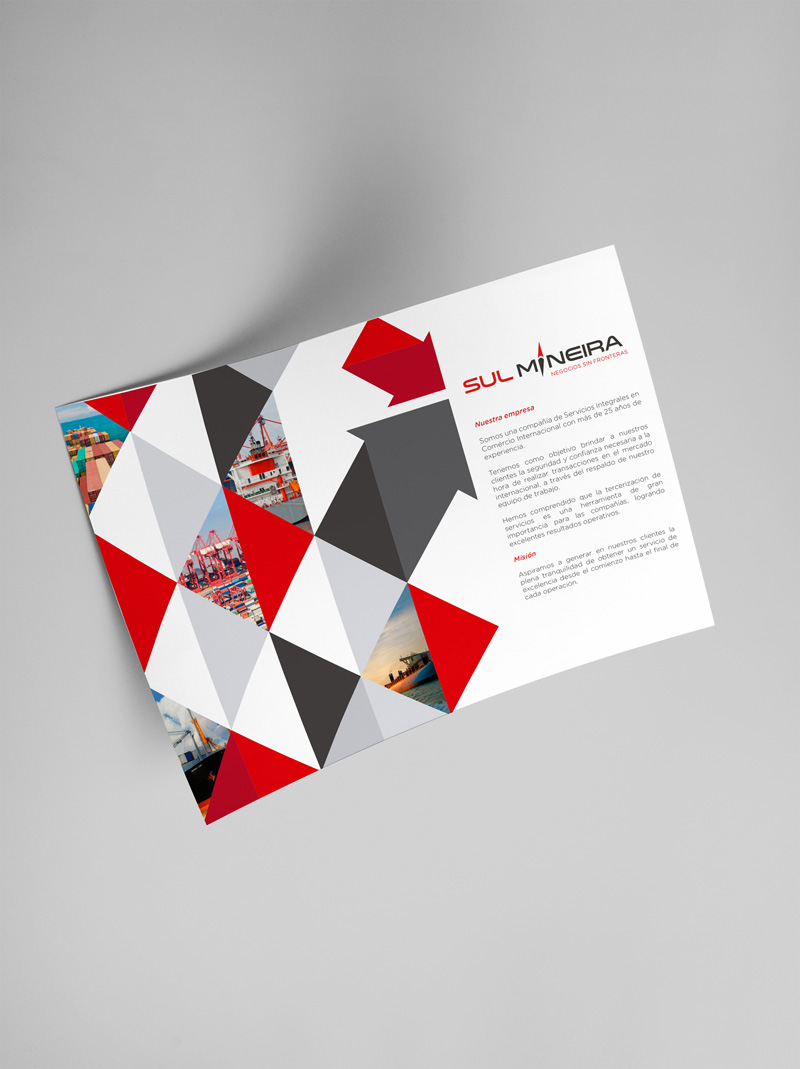 SUL MINEIRA
NEGOCIOS SIN FRONTERAS
Nuestra empresa
Somos una compañía de Servicios Integrales en
Comercio Internacional con más de 25 años de
experiencia.
Tenemos como objetivo brindar a nuestros
clientes la seguridad y confianza necesaria a la
hora de realizar transacciones en el mercado
internacional, a través del respaldo de nuestro
equipo de trabajo.
Hemos comprendido que la tercerización de
servicios es una herramienta de gran
importancia para las compañías, logrando
excelentes resultados operativos.
Misión
Aspiramos a generar en nuestros clientes la
plena tranquilidad de obtener un servicio de
excelencia desde el comienzo hasta el final de
cada operación.